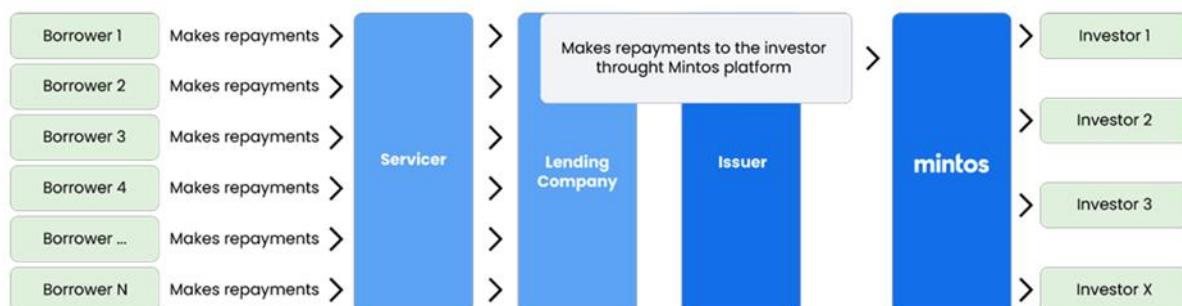 Borrower 1
Makes repayments
Borrower 2
Makes repayments
Borrower 3
Makes repayments
Borrower 4
Makes repayments
Borrower ...
Makes repayments
Borrower N
Makes repayments
Servicer
Lending
Company
Makes repayments to the investor
throught Mintos platform
Issuer
mintos
Investor 1
Investor 2
Investor 3
Investor X